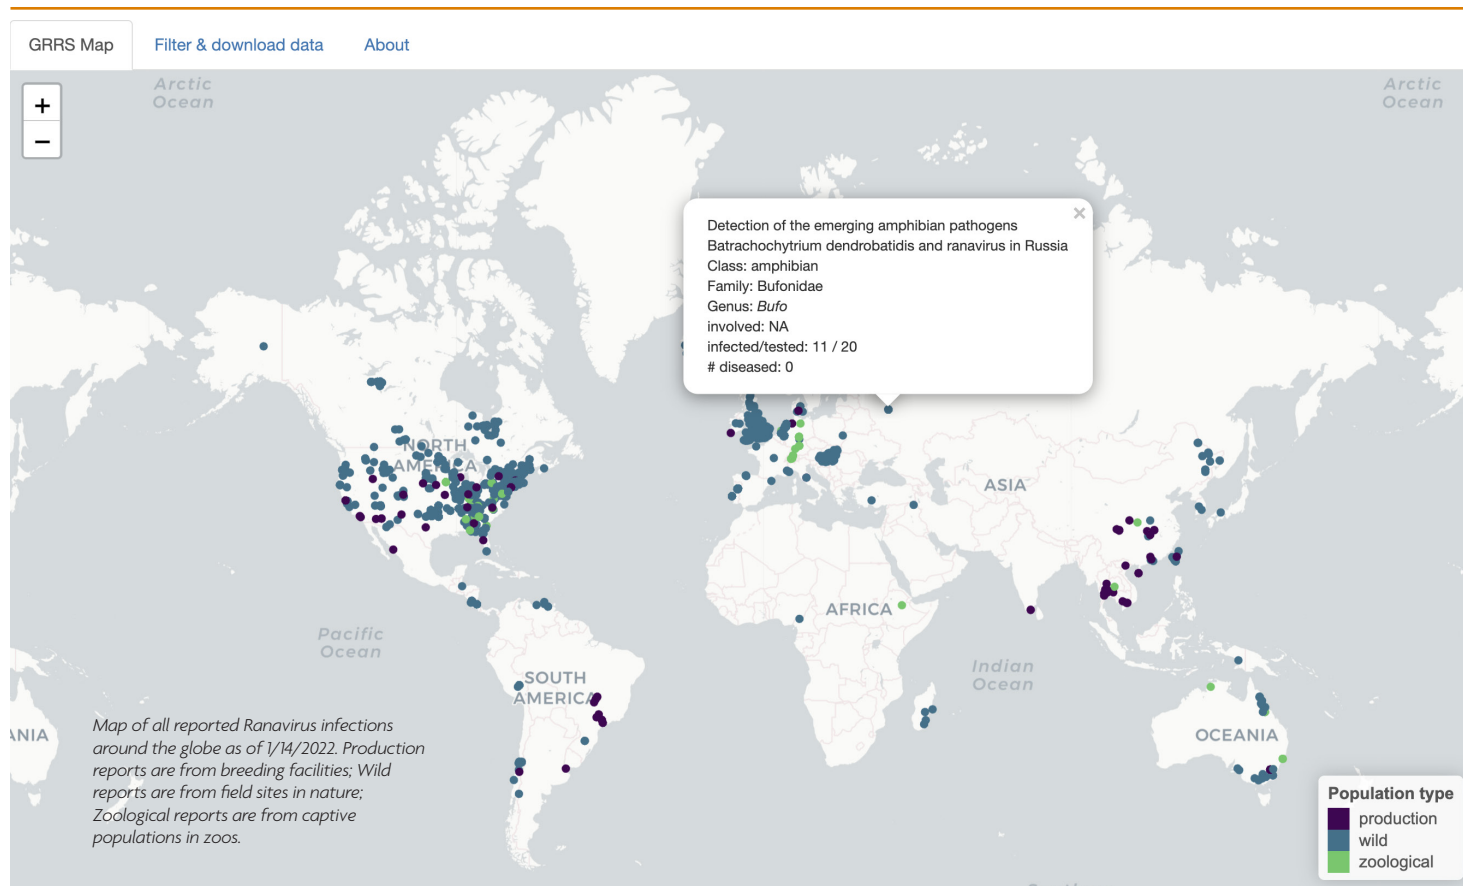 GRRS Map
Filter & download data
About
+
−
Arctic
Ocean
Arctic
Ocean
×
Detection of the emerging amphibian pathogens
Batrachochytrium dendrobatidis and ranavirus in Russia
Class: amphibian
Family: Bufonidae
Genus: Bufo
involved: NA
infected/tested: 11 / 20
# diseased: 0
NORTH
AMERICA
ASIA
AFRICA
Pacific
Ocean
Indian
Ocean
SOUTH
AMERICA
ANIA
OCEANIA
Map of all reported Ranavirus infections
around the globe as of 1/14/2022. Production
reports are from breeding facilities; Wild
reports are from field sites in nature;
Zoological reports are from captive
populations in zoos.
Population type
production
wild
zoological